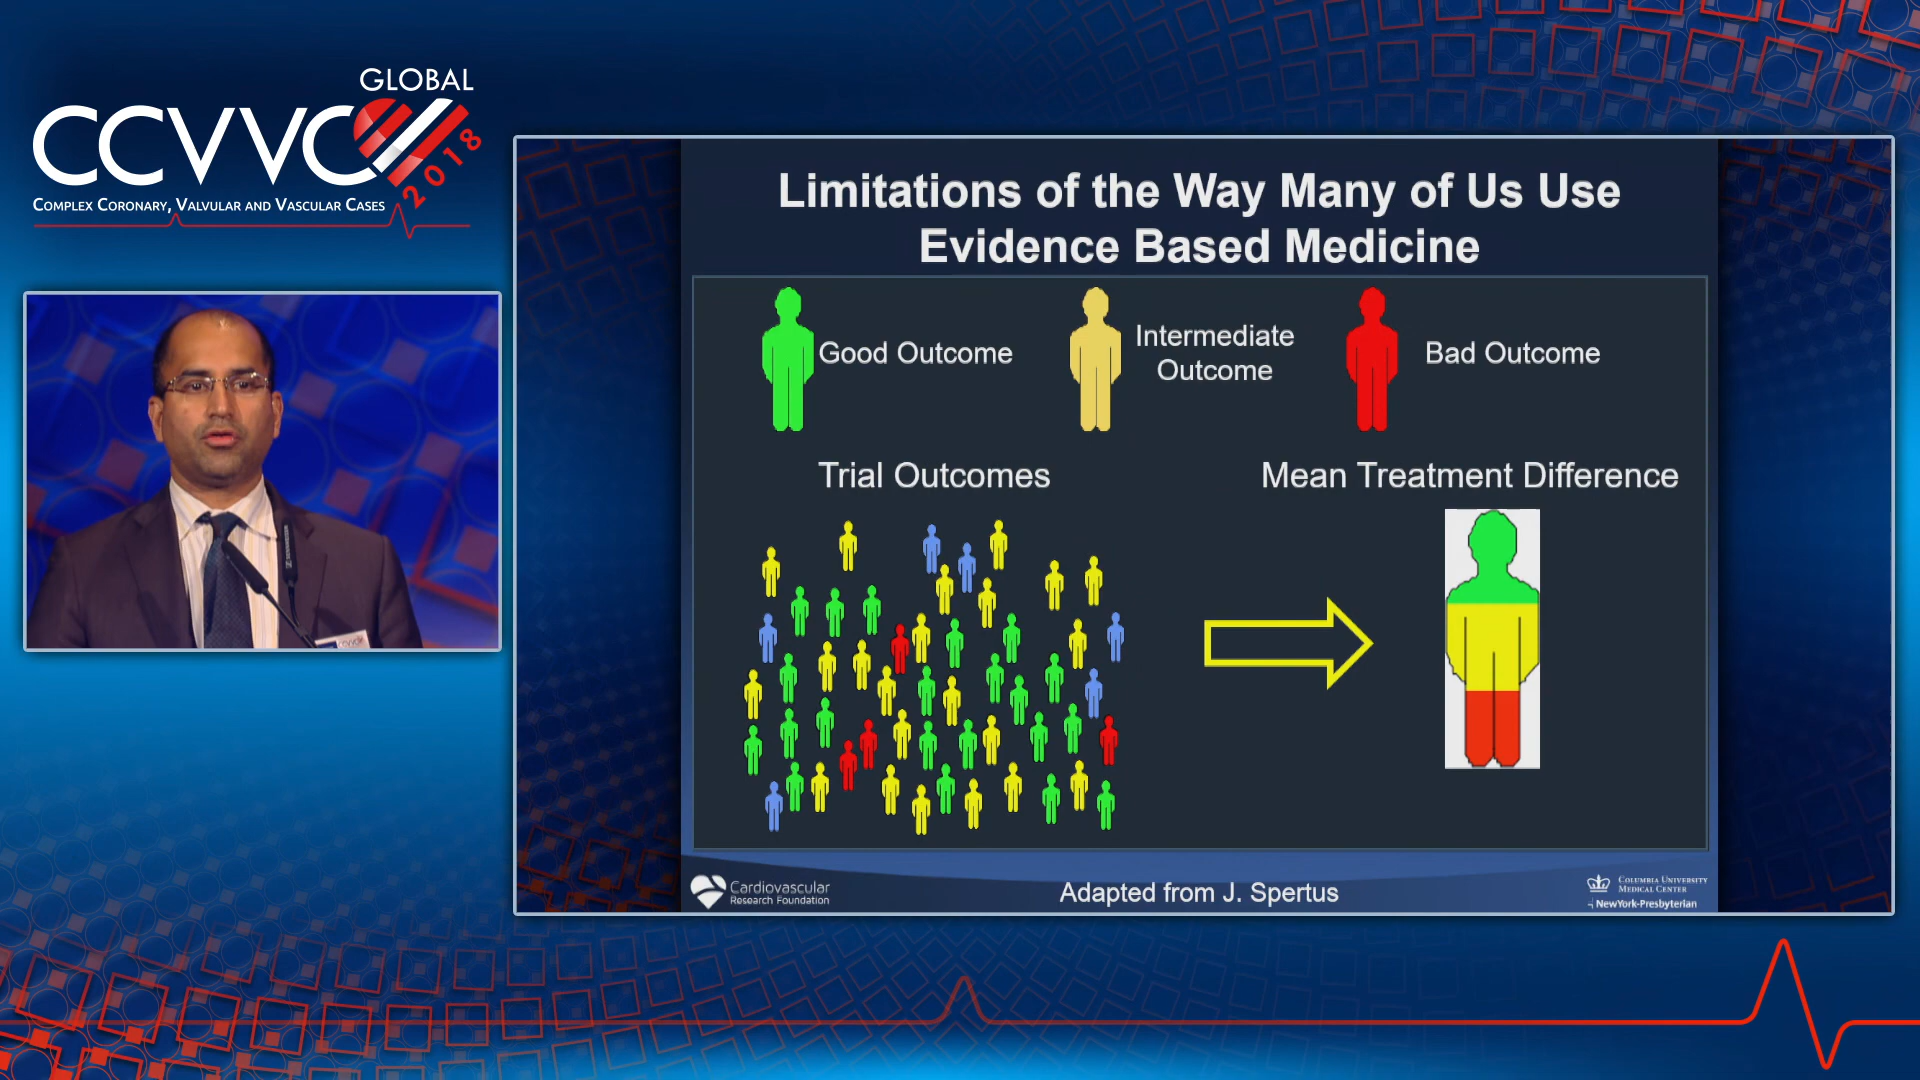 GLOBAL
CCVVC
2018
COMPLEX CORONARY, VALVULAR AND VASCULAR CASES
Limitations of the Way Many of Us Use
Evidence Based Medicine
Good Outcome
Intermediate
Outcome
Bad Outcome
Trial Outcomes
Mean Treatment Difference
Cardiovascular
Research Foundation
Adapted from J. Spertus
COLUMBIA UNIVERSITY
MEDICAL CENTER
NewYork-Presbyterian